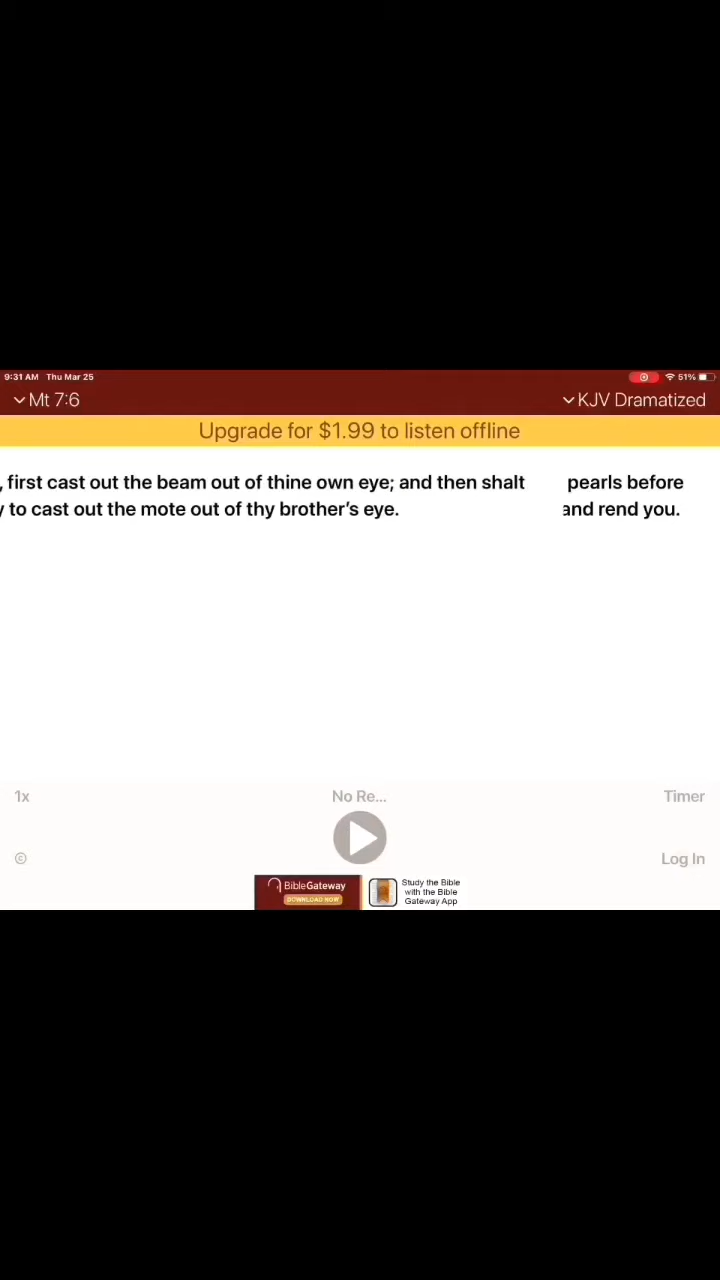 9:31 AM Thu Mar 25
51%
Mt 7:6
KJV Dramatized
Upgrade for $1.99 to listen offline
, first cast out the beam out of thine own eye; and then shalt
pearls before
to cast out the mote out of thy brother's eye.
and rend you.
1x
No Re...
Timer
©
Log In
BibleGateway
DOWNLOAD NOW
Study the Bible
with the Bible
Gateway App